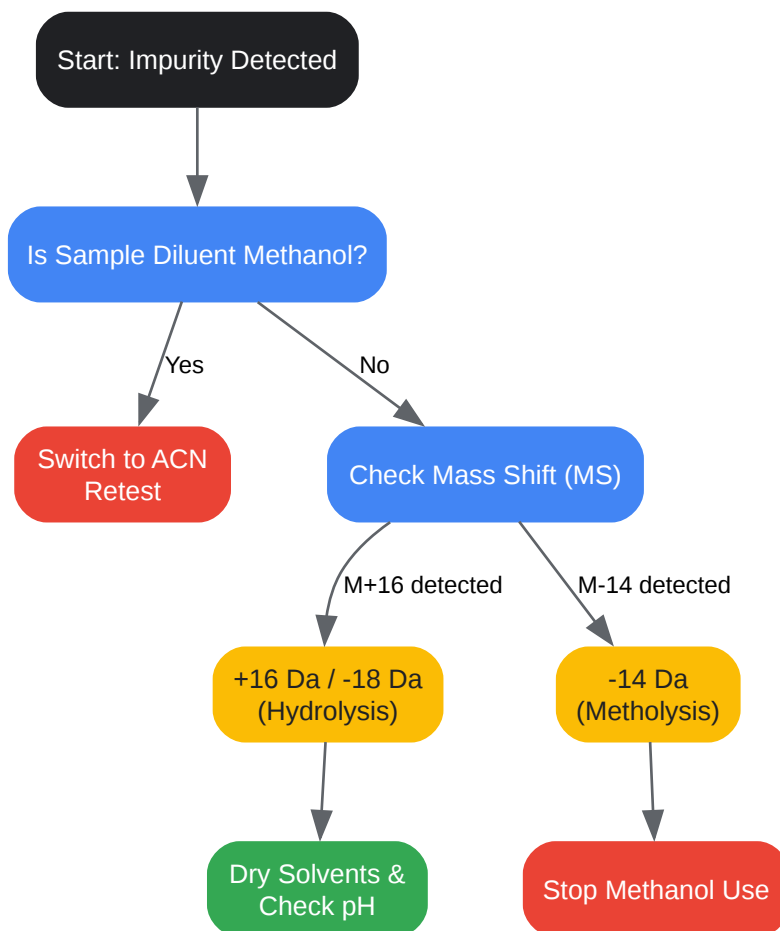 Start: Impurity Detected
Is Sample Diluent Methanol?
Yes
No
Switch to ACN
Retest
Check Mass Shift (MS)
M+16 detected
M-14 detected
+16 Da / -18 Da
(Hydrolysis)
-14 Da
(Metholysis)
Dry Solvents &
Check pH
Stop Methanol Use